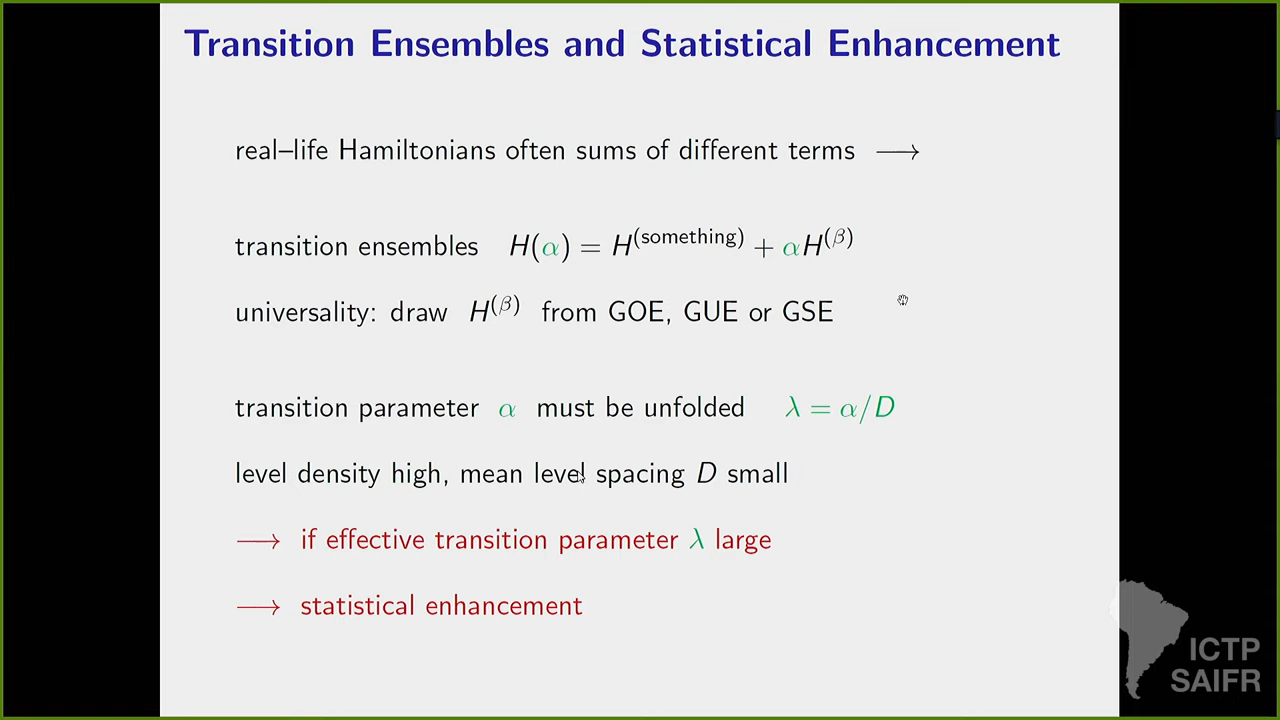 Transition Ensembles and Statistical Enhancement
real–life Hamiltonians often sums of different terms ⟶
transition ensembles H(α) = H^(something) + αH^(β)
universality: draw H^(β) from GOE, GUE or GSE
transition parameter α must be unfolded λ = α/D
level density high, mean level spacing D small
⟶ if effective transition parameter λ large
⟶ statistical enhancement
ICTP
SAIFR